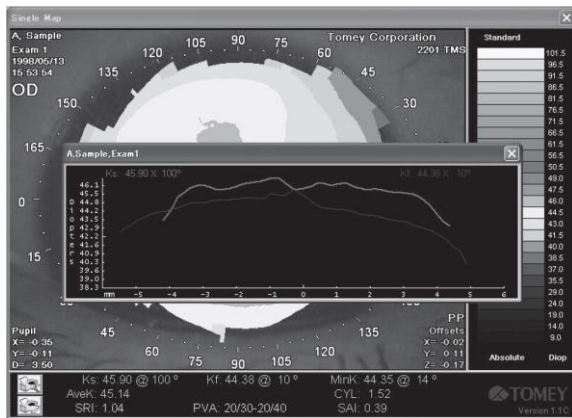 Single Map
A, Sample
Exam 1
1998/05/13
15 53 54
OD
Tomey Corporation
2201 TMS
135
120
105
90
75
60
45
150
30
165
0
15
A,Sample,Exam1
Ks: 45.90 X 100°
Kf: 44.38 X 10°
Diopters
46.1
45.5
44.8
44.2
43.5
42.9
42.2
41.6
40.9
40.3
39.6
39.0
38.3
mm -5 -4 -3 -2 -1 0 1 2 3 4 5 6
45
60
75
90
105
120
135
PP
Pupil
X= -0.35
Y= -0.11
D= 3.50
Offsets
X= -0.02
Y= 0.11
Z= -0.17
Standard
101.5
96.5
91.5
86.5
81.5
76.5
71.5
66.5
61.5
56.5
50.5
49.0
47.5
46.0
44.5
43.0
41.5
40.0
38.5
37.0
35.5
30.5
24.0
19.0
14.0
9.0
Absolute Diop
Ks: 45.90 @ 100 ° Kf: 44.38 @ 10 ° MinK: 44.35 @ 14 °
AveK: 45.14 CYL: 1.52
SRI: 1.04 PVA: 20/30-20/40 SAI: 0.39
TOMEY
Version 1.1C